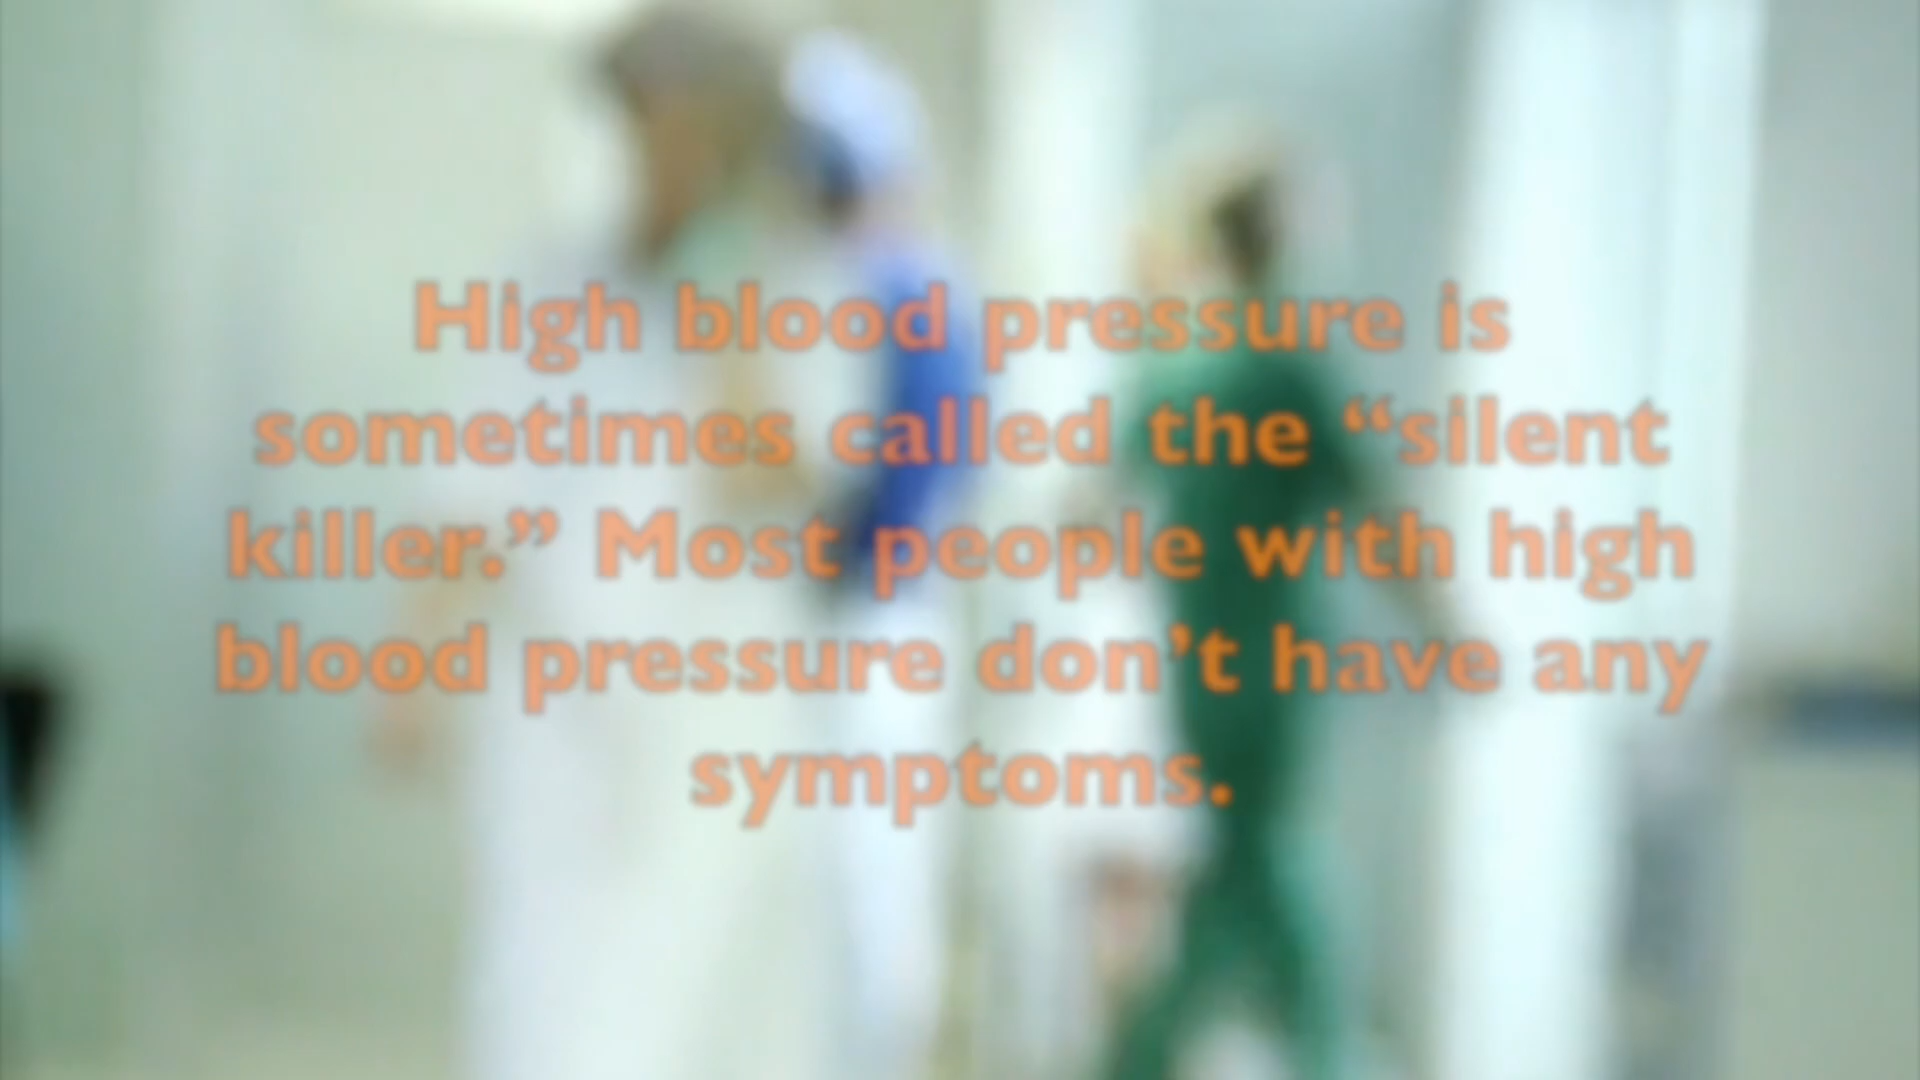 High blood pressure is
sometimes called the “silent
killer.” Most people with high
blood pressure don’t have any
symptoms.